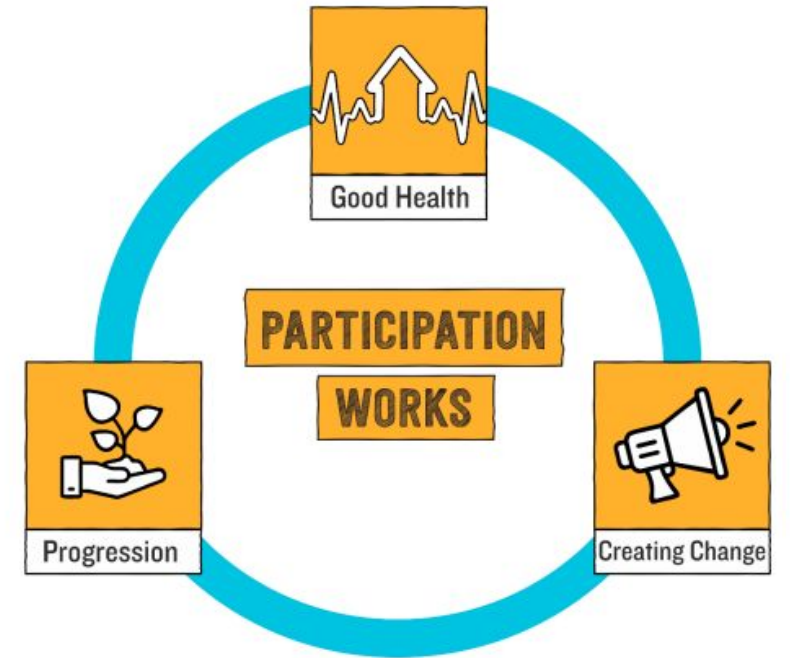 Good Health
PARTICIPATION
WORKS
Progression
Creating Change